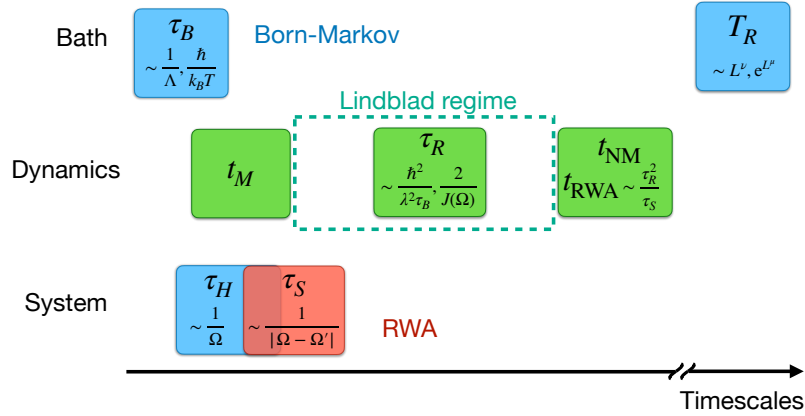 Bath
τ_B
∼ 1/Λ, ħ/(k_B T)
Born-Markov
T_R
∼ L^ν, e^{L^μ}
Lindblad regime
Dynamics
t_M
τ_R
∼ ħ²/(λ²τ_B), 2/J(Ω)
t_NM
t_RWA ∼ τ_R²/τ_S
System
τ_H
∼ 1/Ω
τ_S
∼ 1/|Ω − Ω′|
RWA
Timescales